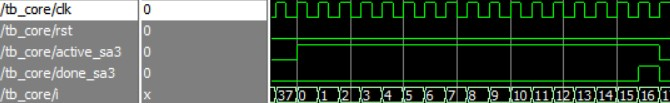 /tb_core/clk 0
/tb_core/rst 0
/tb_core/active_sa3 0
/tb_core/done_sa3 0
/tb_core/i x 37 0 1 2 3 4 5 6 7 8 9 10 11 12 13 14 15 16 1